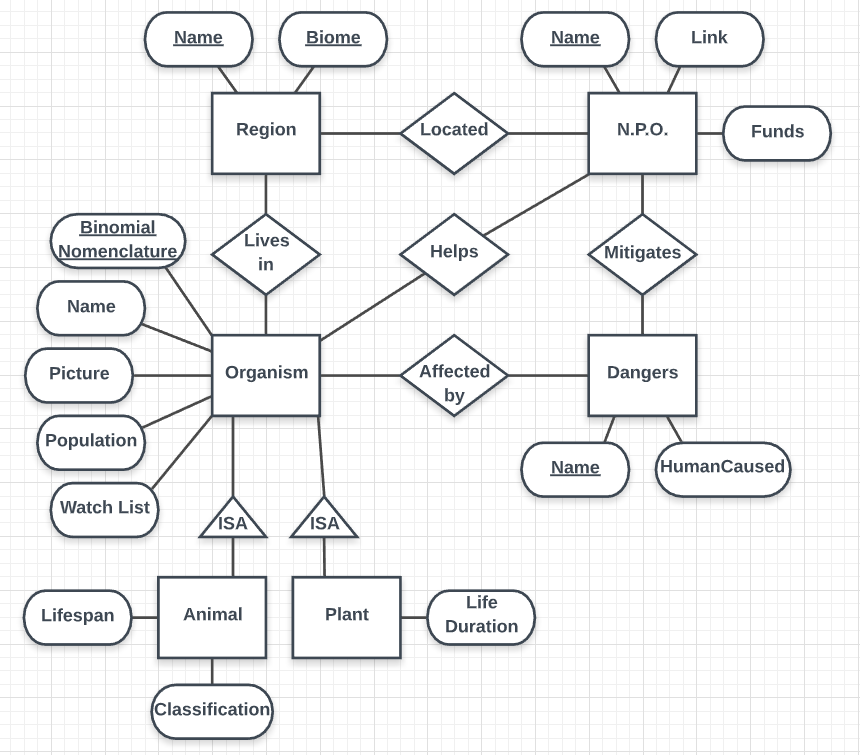 Name
Biome
Name
Link
Region
Located
N.P.O.
Funds
Binomial
Nomenclature
Lives
in
Helps
Mitigates
Name
Picture
Organism
Affected
by
Dangers
Population
Name
HumanCaused
Watch List
ISA
ISA
Lifespan
Animal
Plant
Life
Duration
Classification